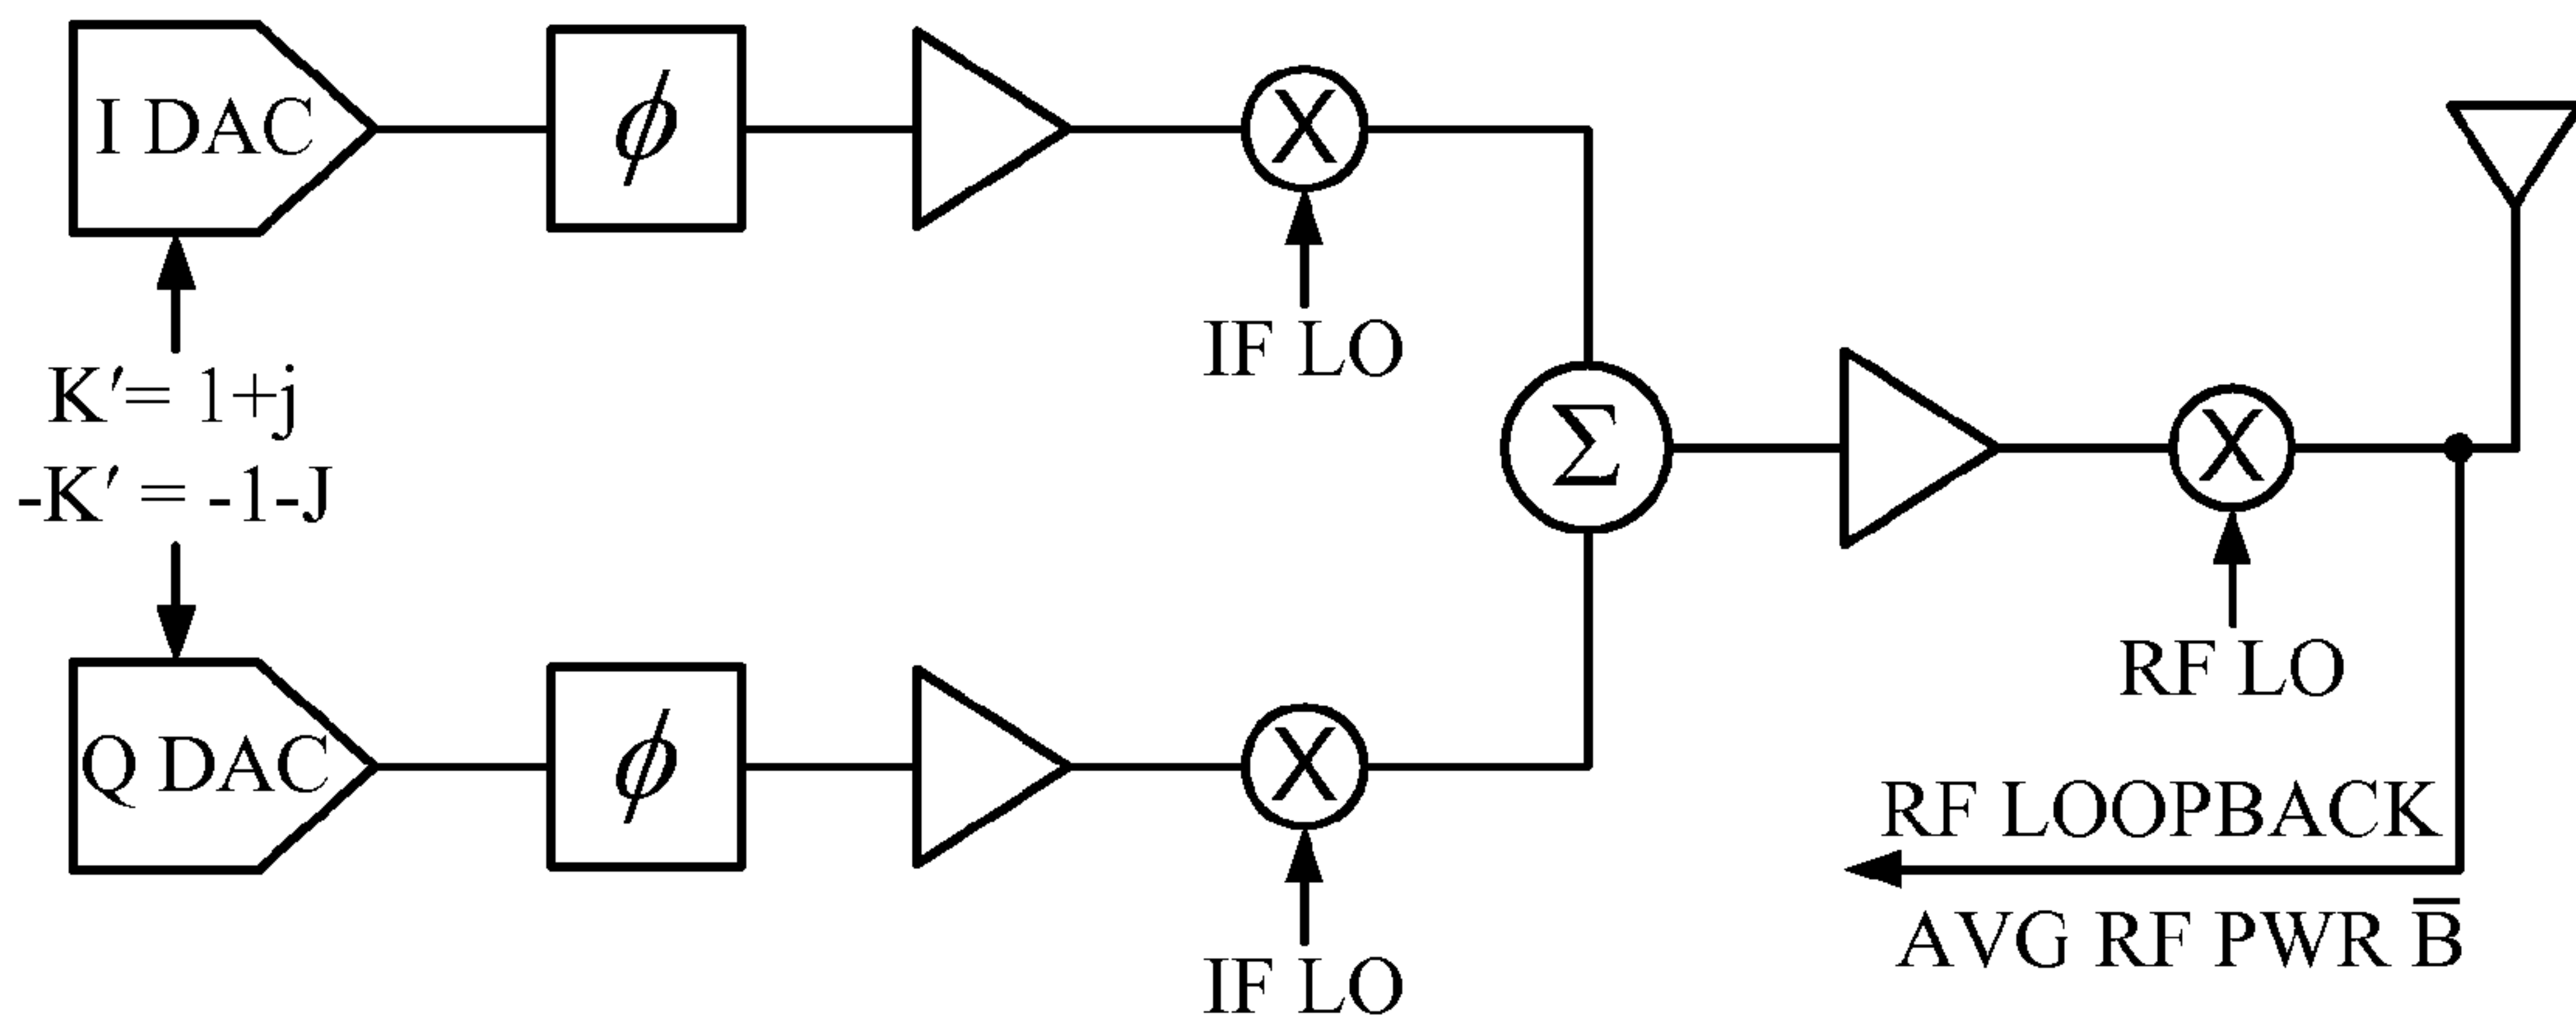 I DAC
ϕ
X
IF LO
K′= 1+j
-K′ = -1-J
Σ
X
RF LO
Q DAC
ϕ
X
IF LO
RF LOOPBACK
AVG RF PWR B̅